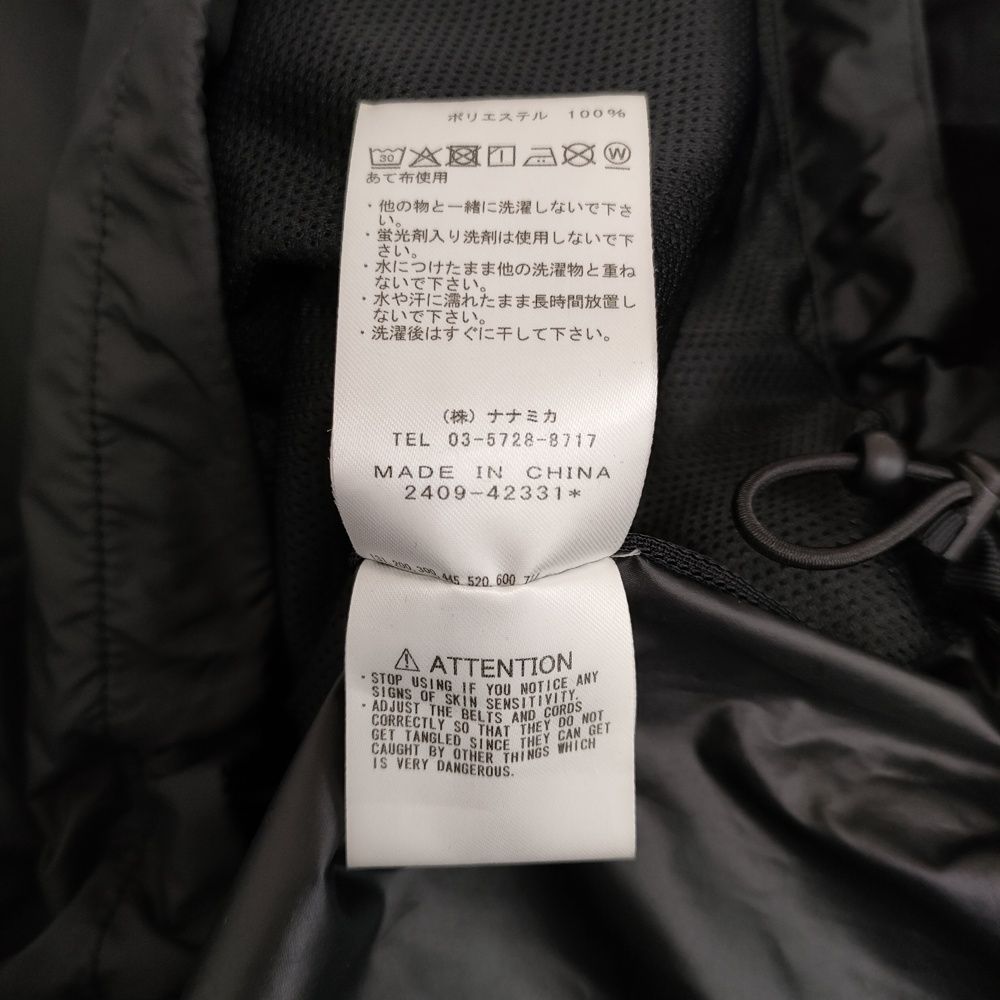 ポリエステル 100%
30 W
あて布使用
・他の物と一緒に洗濯しないで下さ
い。
・蛍光剤入り洗剤は使用しないで下
さい。
・水につけたまま他の洗濯物と重ね
ないで下さい。
・水や汗に濡れたまま長時間放置し
ないで下さい。
・洗濯後はすぐに干して下さい。
(株) ナナミカ
TEL 03-5728-8717
MADE IN CHINA
2409-42331*
200. 300. 445. 520. 600
⚠ ATTENTION
・STOP USING IF YOU NOTICE ANY
SIGNS OF SKIN SENSITIVITY.
・ADJUST THE BELTS AND CORDS
CORRECTLY SO THAT THEY DO NOT
GET TANGLED SINCE THEY CAN GET
CAUGHT BY OTHER THINGS WHICH
IS VERY DANGEROUS.